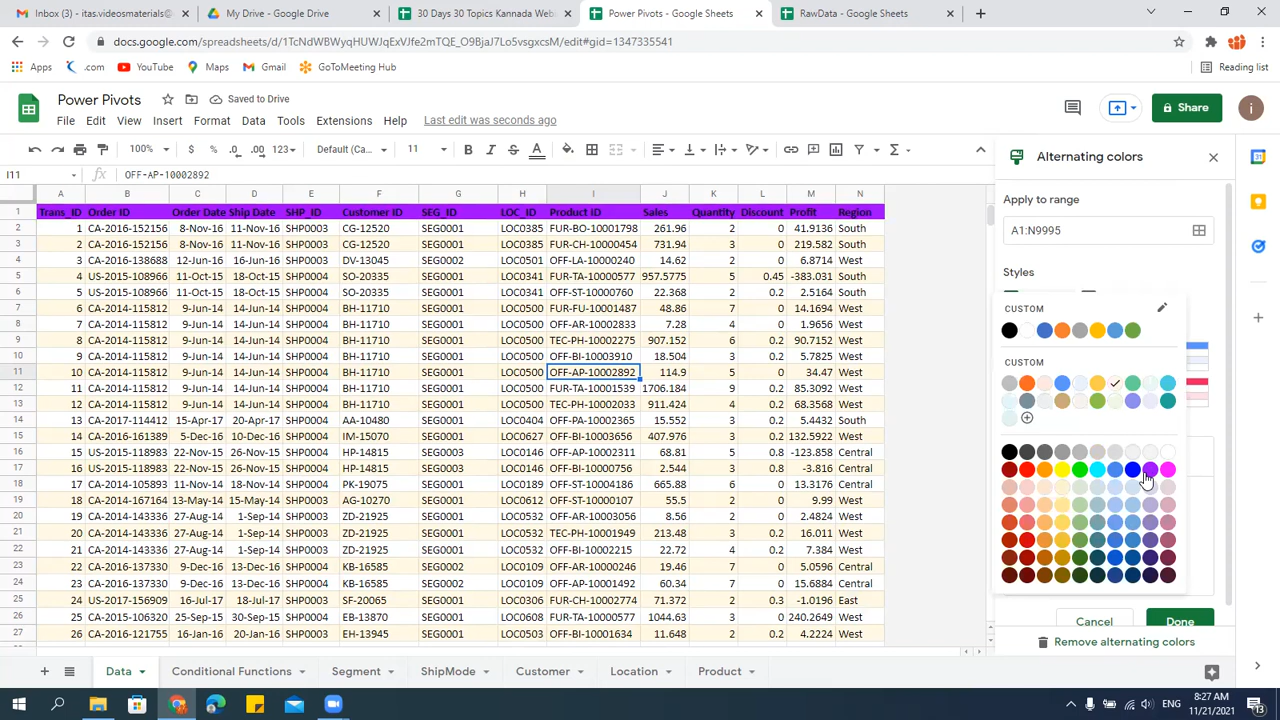 Inbox (1) - its.videosmaterials@
My Drive - Google Drive
30 Days 30 Topics Kannada Web
Power Pivots - Google Sheets
RawData - Google Sheets
docs.google.com/spreadsheets/d/1TcNdWBWyqHUWJqExVJfe2mTQE_O9BjaJ7Lo5vsgxcsM/edit#gid=1347335541
Apps
.com
YouTube
Maps
Gmail
GoToMeeting Hub
Reading list
Power Pivots
Saved to Drive
File Edit View Insert Format Data Tools Extensions Help Last edit was seconds ago
Share
i
100% $ % .0 .00 123 Default (Ca... 11 B I S A
I11 fx OFF-AP-10002892
A B C D E F G H I J K L M N
1 Trans_ID Order ID Order Date Ship Date SHP_ID Customer ID SEG_ID LOC_ID Product ID Sales Quantity Discount Profit Region
2 1 CA-2016-152156 8-Nov-16 11-Nov-16 SHP0003 CG-12520 SEG0001 LOC0385 FUR-BO-10001798 261.96 2 0 41.9136 South
3 2 CA-2016-152156 8-Nov-16 11-Nov-16 SHP0003 CG-12520 SEG0001 LOC0385 FUR-CH-10000454 731.94 3 0 219.582 South
4 3 CA-2016-138688 12-Jun-16 16-Jun-16 SHP0003 DV-13045 SEG0002 LOC0501 OFF-LA-10000240 14.62 2 0 6.8714 West
5 4 US-2015-108966 11-Oct-15 18-Oct-15 SHP0004 SO-20335 SEG0001 LOC0341 FUR-TA-10000577 957.5775 5 0.45 -383.031 South
6 5 US-2015-108966 11-Oct-15 18-Oct-15 SHP0004 SO-20335 SEG0001 LOC0341 OFF-ST-10000760 22.368 2 0.2 2.5164 South
7 6 CA-2014-115812 9-Jun-14 14-Jun-14 SHP0004 BH-11710 SEG0001 LOC0500 FUR-FU-10001487 48.86 7 0 14.1694 West
8 7 CA-2014-115812 9-Jun-14 14-Jun-14 SHP0004 BH-11710 SEG0001 LOC0500 OFF-AR-10002833 7.28 4 0 1.9656 West
9 8 CA-2014-115812 9-Jun-14 14-Jun-14 SHP0004 BH-11710 SEG0001 LOC0500 TEC-PH-10002275 907.152 6 0.2 90.7152 West
10 9 CA-2014-115812 9-Jun-14 14-Jun-14 SHP0004 BH-11710 SEG0001 LOC0500 OFF-BI-10003910 18.504 3 0.2 5.7825 West
11 10 CA-2014-115812 9-Jun-14 14-Jun-14 SHP0004 BH-11710 SEG0001 LOC0500 OFF-AP-10002892 114.9 5 0 34.47 West
12 11 CA-2014-115812 9-Jun-14 14-Jun-14 SHP0004 BH-11710 SEG0001 LOC0500 FUR-TA-10001539 1706.184 9 0.2 85.3092 West
13 12 CA-2014-115812 9-Jun-14 14-Jun-14 SHP0004 BH-11710 SEG0001 LOC0500 TEC-PH-10002033 911.424 4 0.2 68.3568 West
14 13 CA-2017-114412 15-Apr-17 20-Apr-17 SHP0004 AA-10480 SEG0001 LOC0404 OFF-PA-10002365 15.552 3 0.2 5.4432 South
15 14 CA-2016-161389 5-Dec-16 10-Dec-16 SHP0004 IM-15070 SEG0001 LOC0627 OFF-BI-10003656 407.976 3 0.2 132.5922 West
16 15 US-2015-118983 22-Nov-15 26-Nov-15 SHP0004 HP-14815 SEG0003 LOC0146 OFF-AP-10002311 68.81 5 0.8 -123.858 Central
17 16 US-2015-118983 22-Nov-15 26-Nov-15 SHP0004 HP-14815 SEG0003 LOC0146 OFF-BI-10000756 2.544 3 0.8 -3.816 Central
18 17 CA-2014-105893 11-Nov-14 18-Nov-14 SHP0004 PK-19075 SEG0001 LOC0186 OFF-ST-10004186 665.88 6 0 13.3176 Central
19 18 CA-2014-167164 13-May-14 15-May-14 SHP0003 AG-10270 SEG0001 LOC0532 OFF-ST-10000107 55.5 2 0 9.99 West
20 19 CA-2014-143336 27-Aug-14 1-Sep-14 SHP0003 ZD-21925 SEG0001 LOC0532 OFF-AR-10003056 8.56 2 0 2.4824 West
21 20 CA-2014-143336 27-Aug-14 1-Sep-14 SHP0003 ZD-21925 SEG0001 LOC0532 TEC-PH-10001949 213.48 3 0.2 16.011 West
22 21 CA-2014-143336 27-Aug-14 1-Sep-14 SHP0003 ZD-21925 SEG0001 LOC0532 OFF-BI-10002215 22.72 4 0.2 7.384 West
23 22 CA-2016-137330 9-Dec-16 13-Dec-16 SHP0004 KB-16585 SEG0002 LOC0109 OFF-AR-10000246 19.46 7 0 5.0596 Central
24 23 CA-2016-137330 9-Dec-16 13-Dec-16 SHP0004 KB-16585 SEG0002 LOC0109 OFF-AP-10001492 60.34 7 0 15.6884 Central
25 24 US-2017-156909 16-Jul-17 18-Jul-17 SHP0003 SF-20065 SEG0001 LOC0369 FUR-CH-10002774 71.372 2 0.3 -1.0196 East
26 25 CA-2015-106320 25-Sep-15 30-Sep-15 SHP0004 EB-13870 SEG0001 LOC0608 FUR-TA-10000577 1044.63 3 0 240.2649 West
27 26 CA-2016-121755 16-Jan-16 20-Jan-16 SHP0003 EH-13945 SEG0001 LOC0503 OFF-BI-10001634 11.648 2 0.2 4.2224 West
Alternating colors
Apply to range
A1:N9995
Styles
CUSTOM
CUSTOM
Cancel
Done
Remove alternating colors
Data Conditional Functions Segment ShipMode Customer Location Product
ENG
8:27 AM
11/21/2021
13